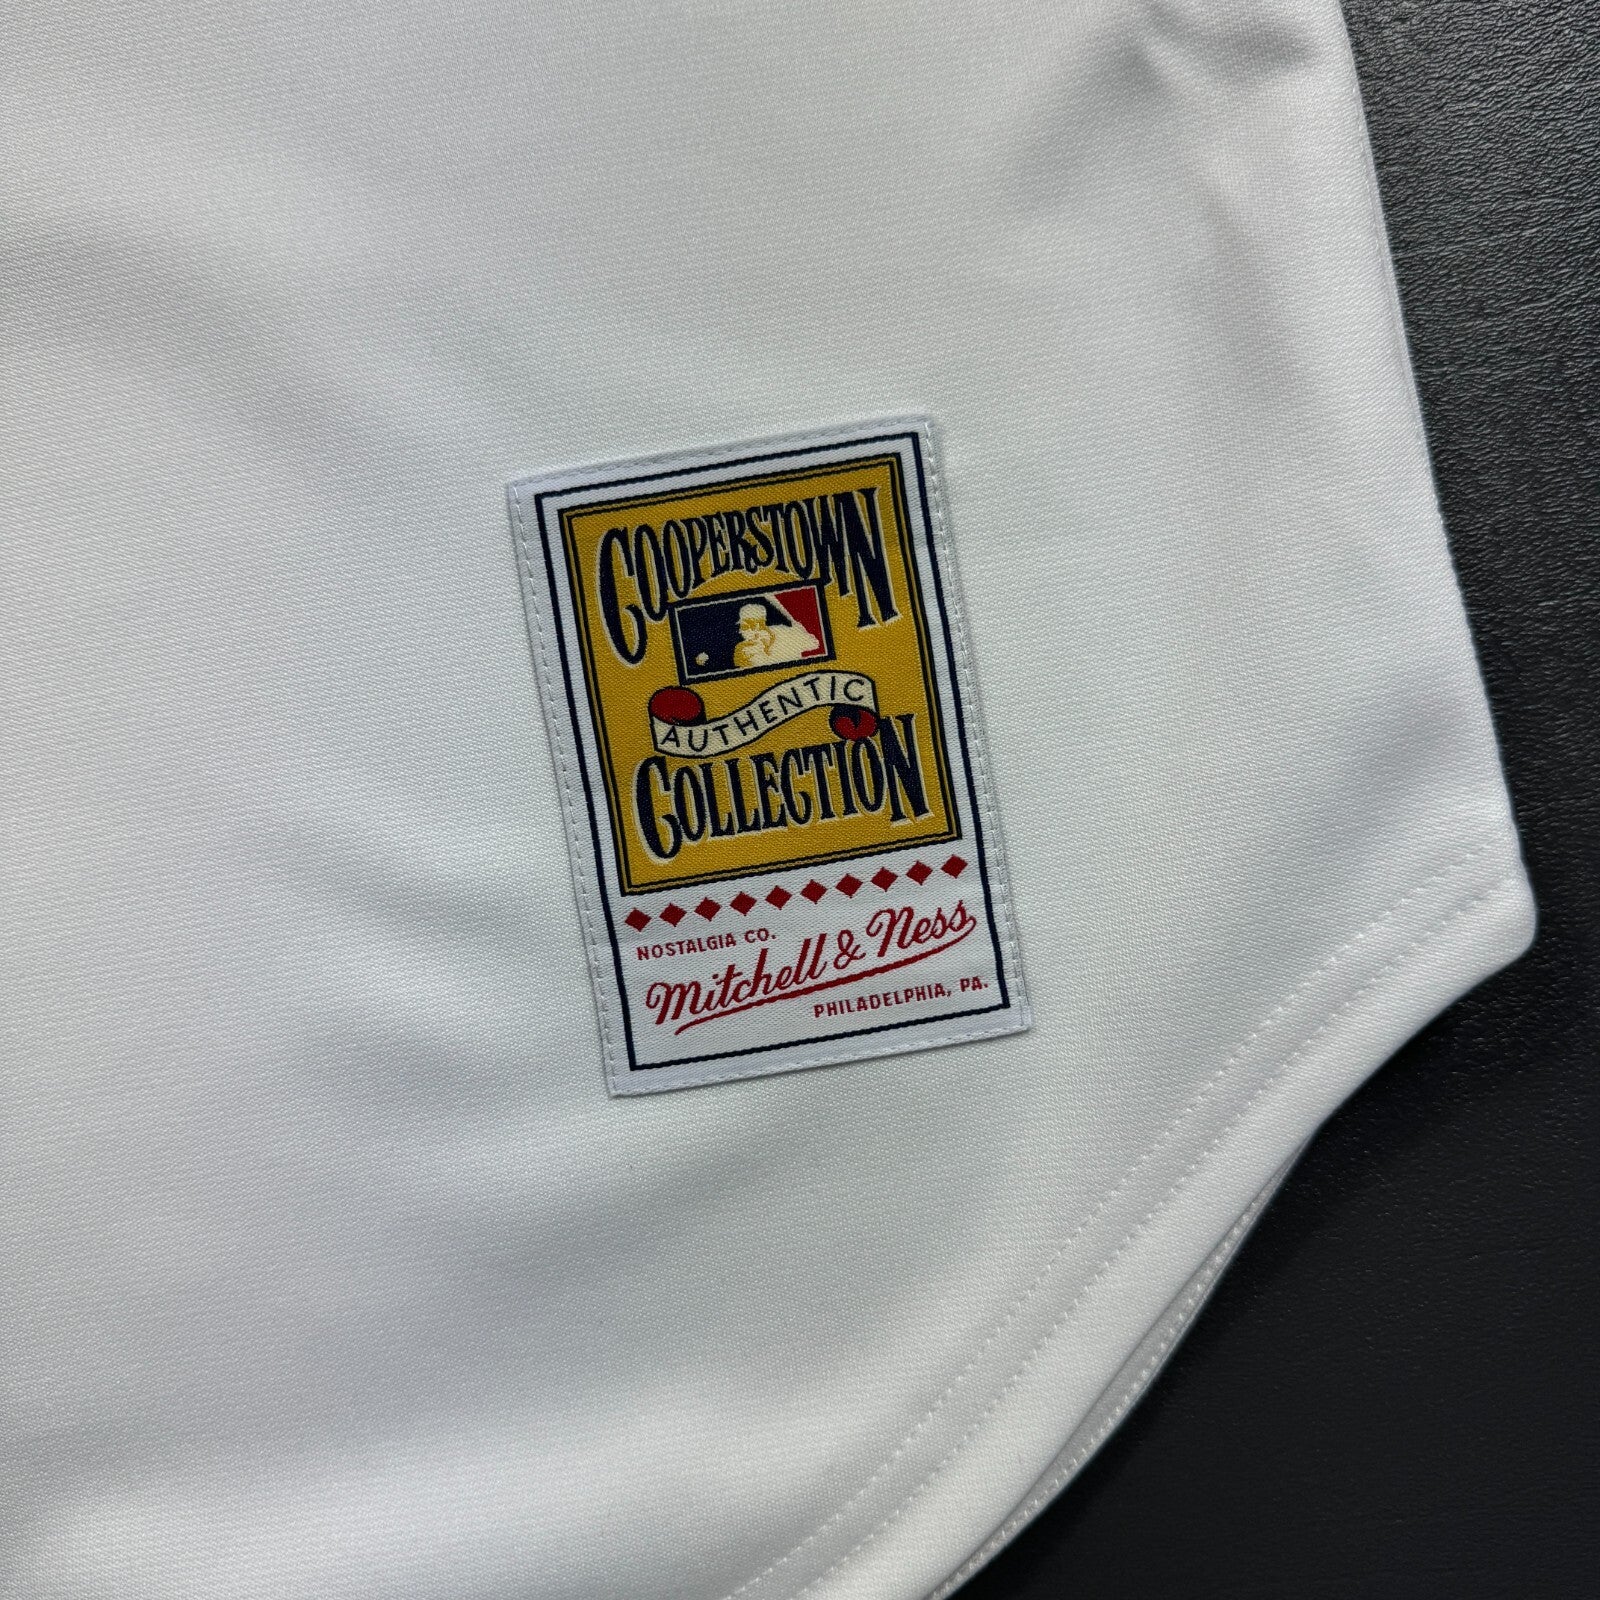 COOPERSTOWN
AUTHENTIC
COLLECTION
NOSTALGIA CO.
Mitchell & Ness
PHILADELPHIA, PA.